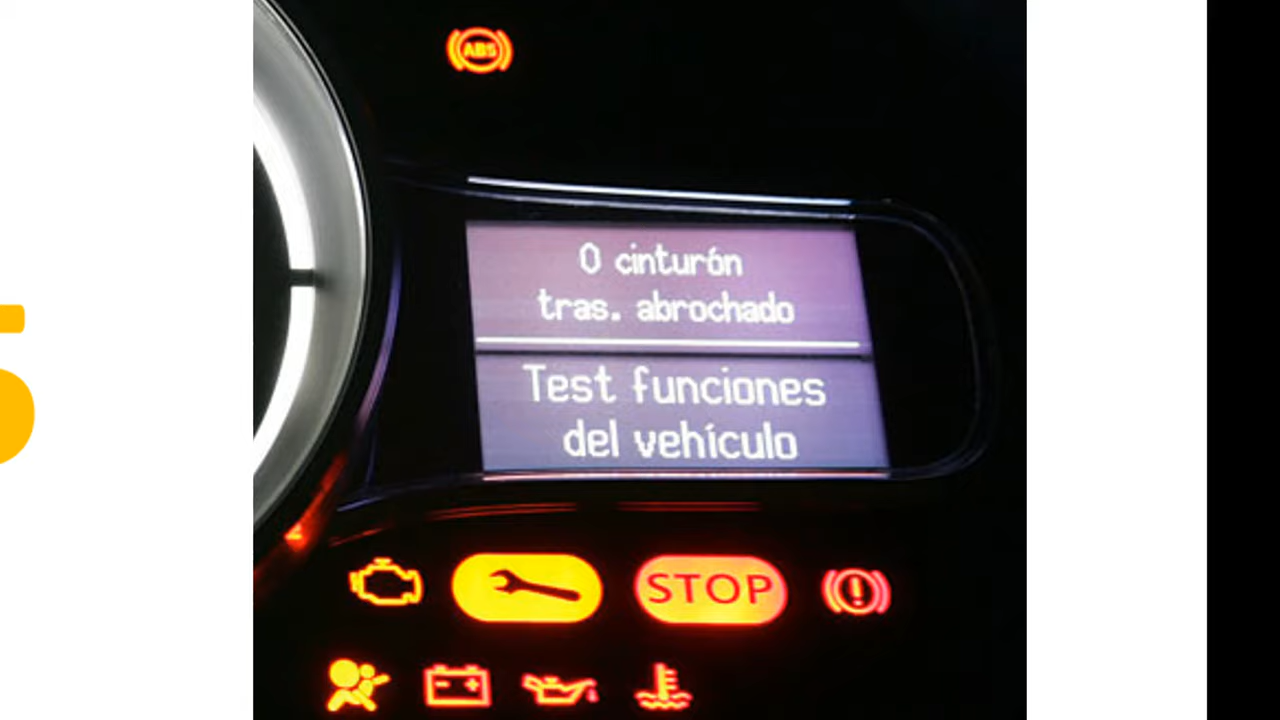 ABS
0 cinturón
tras. abrochado
Test funciones
del vehículo
STOP